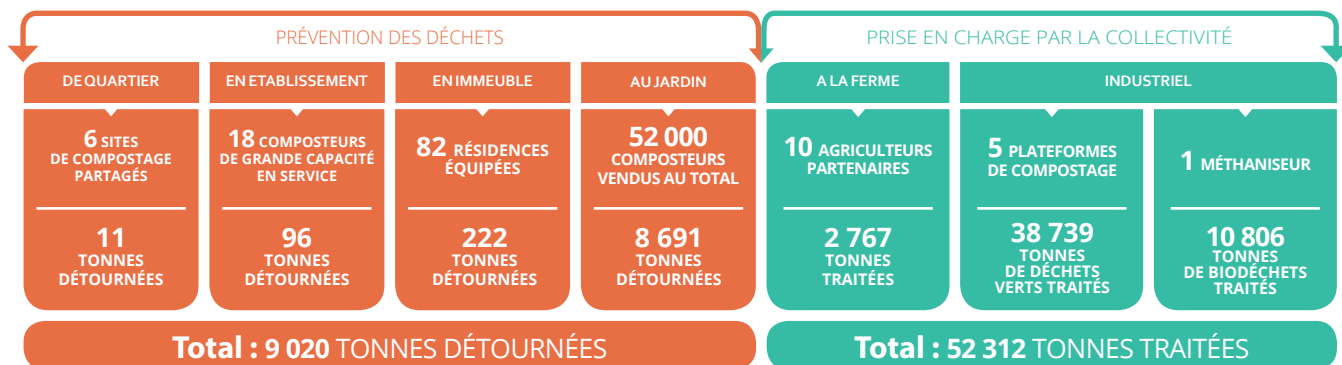 PRÉVENTION DES DÉCHETS
PRISE EN CHARGE PAR LA COLLECTIVITÉ
DE QUARTIER
EN ETABLISSEMENT
EN IMMEUBLE
AU JARDIN
A LA FERME
INDUSTRIEL
6 SITES
DE COMPOSTAGE
PARTAGÉS
18 COMPOSTEURS
DE GRANDE CAPACITÉ
EN SERVICE
82 RÉSIDENCES
ÉQUIPÉES
52 000
COMPOSTEURS
VENDUS AU TOTAL
10 AGRICULTEURS
PARTENAIRES
5 PLATEFORMES
DE COMPOSTAGE
1 MÉTHANISEUR
11
TONNES
DÉTOURNÉES
96
TONNES
DÉTOURNÉES
222
TONNES
DÉTOURNÉES
8 691
TONNES
DÉTOURNÉES
2 767
TONNES
TRAITÉES
38 739
TONNES
DE DÉCHETS
VERTS TRAITÉS
10 806
TONNES
DE BIODÉCHETS
TRAITÉS
Total : 9 020 TONNES DÉTOURNÉES
Total : 52 312 TONNES TRAITÉES